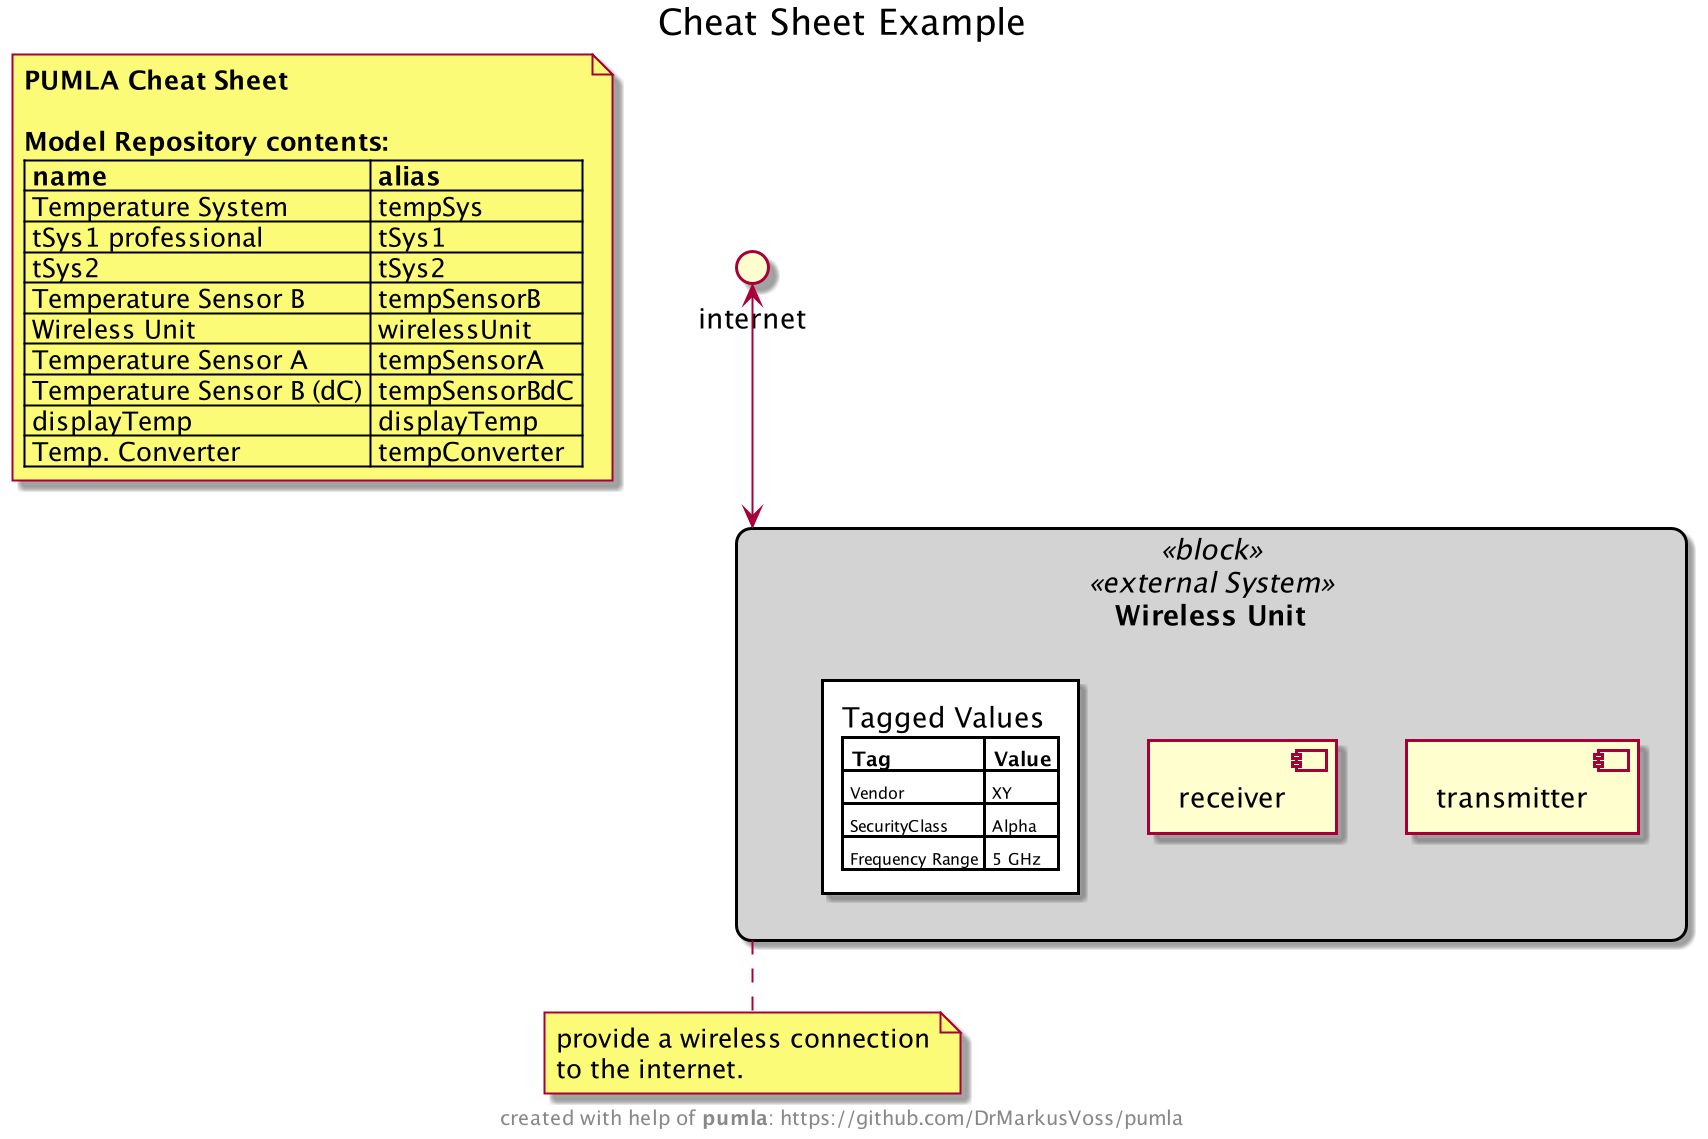 Cheat Sheet Example
PUMLA Cheat Sheet
Model Repository contents:
name alias
Temperature System tempSys
tSys1 professional tSys1
tSys2 tSys2
Temperature Sensor B tempSensorB
Wireless Unit wirelessUnit
Temperature Sensor A tempSensorA
Temperature Sensor B (dC) tempSensorBdC
displayTemp displayTemp
Temp. Converter tempConverter
internet
«block»
«external System»
Wireless Unit
Tagged Values
Tag Value
Vendor XY
SecurityClass Alpha
Frequency Range 5 GHz
receiver
transmitter
provide a wireless connection
to the internet.
created with help of pumla: https://github.com/DrMarkusVoss/pumla